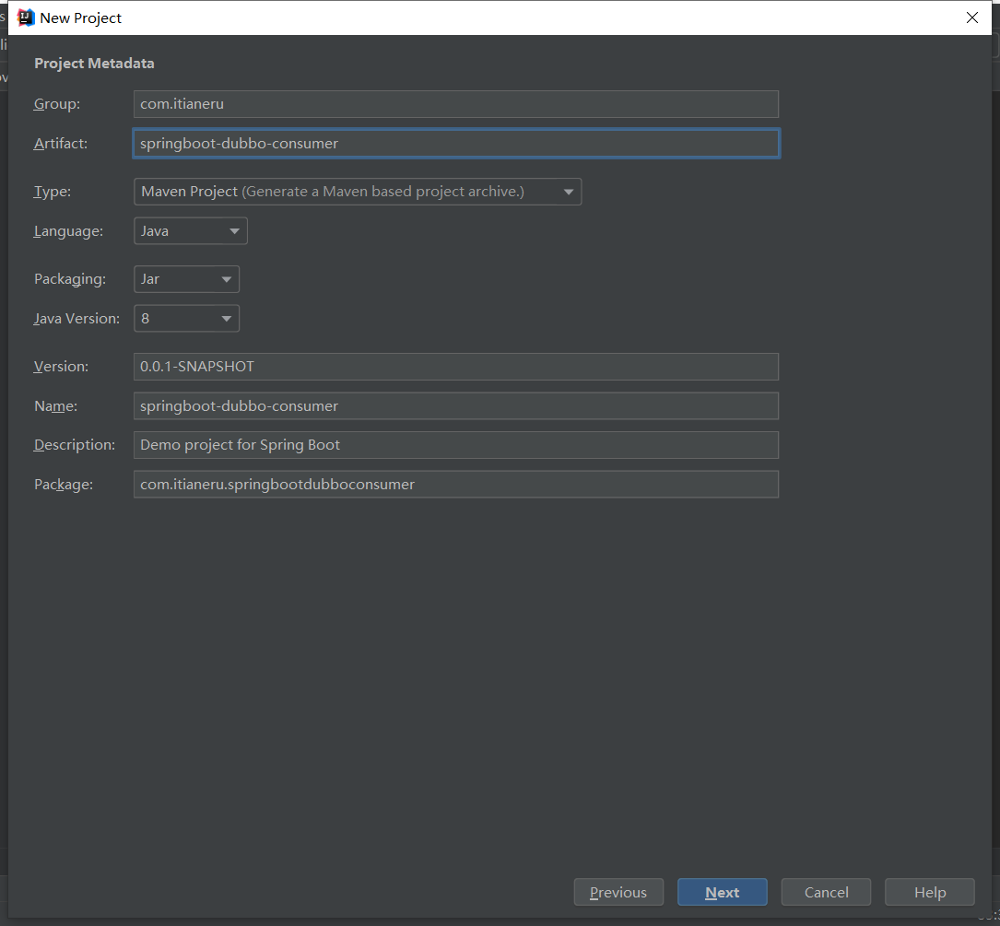 New Project
Project Metadata
Group: com.itianeru
Artifact: springboot-dubbo-consumer
Type: Maven Project (Generate a Maven based project archive.)
Language: Java
Packaging: Jar
Java Version: 8
Version: 0.0.1-SNAPSHOT
Name: springboot-dubbo-consumer
Description: Demo project for Spring Boot
Package: com.itianeru.springbootdubboconsumer
Previous Next Cancel Help